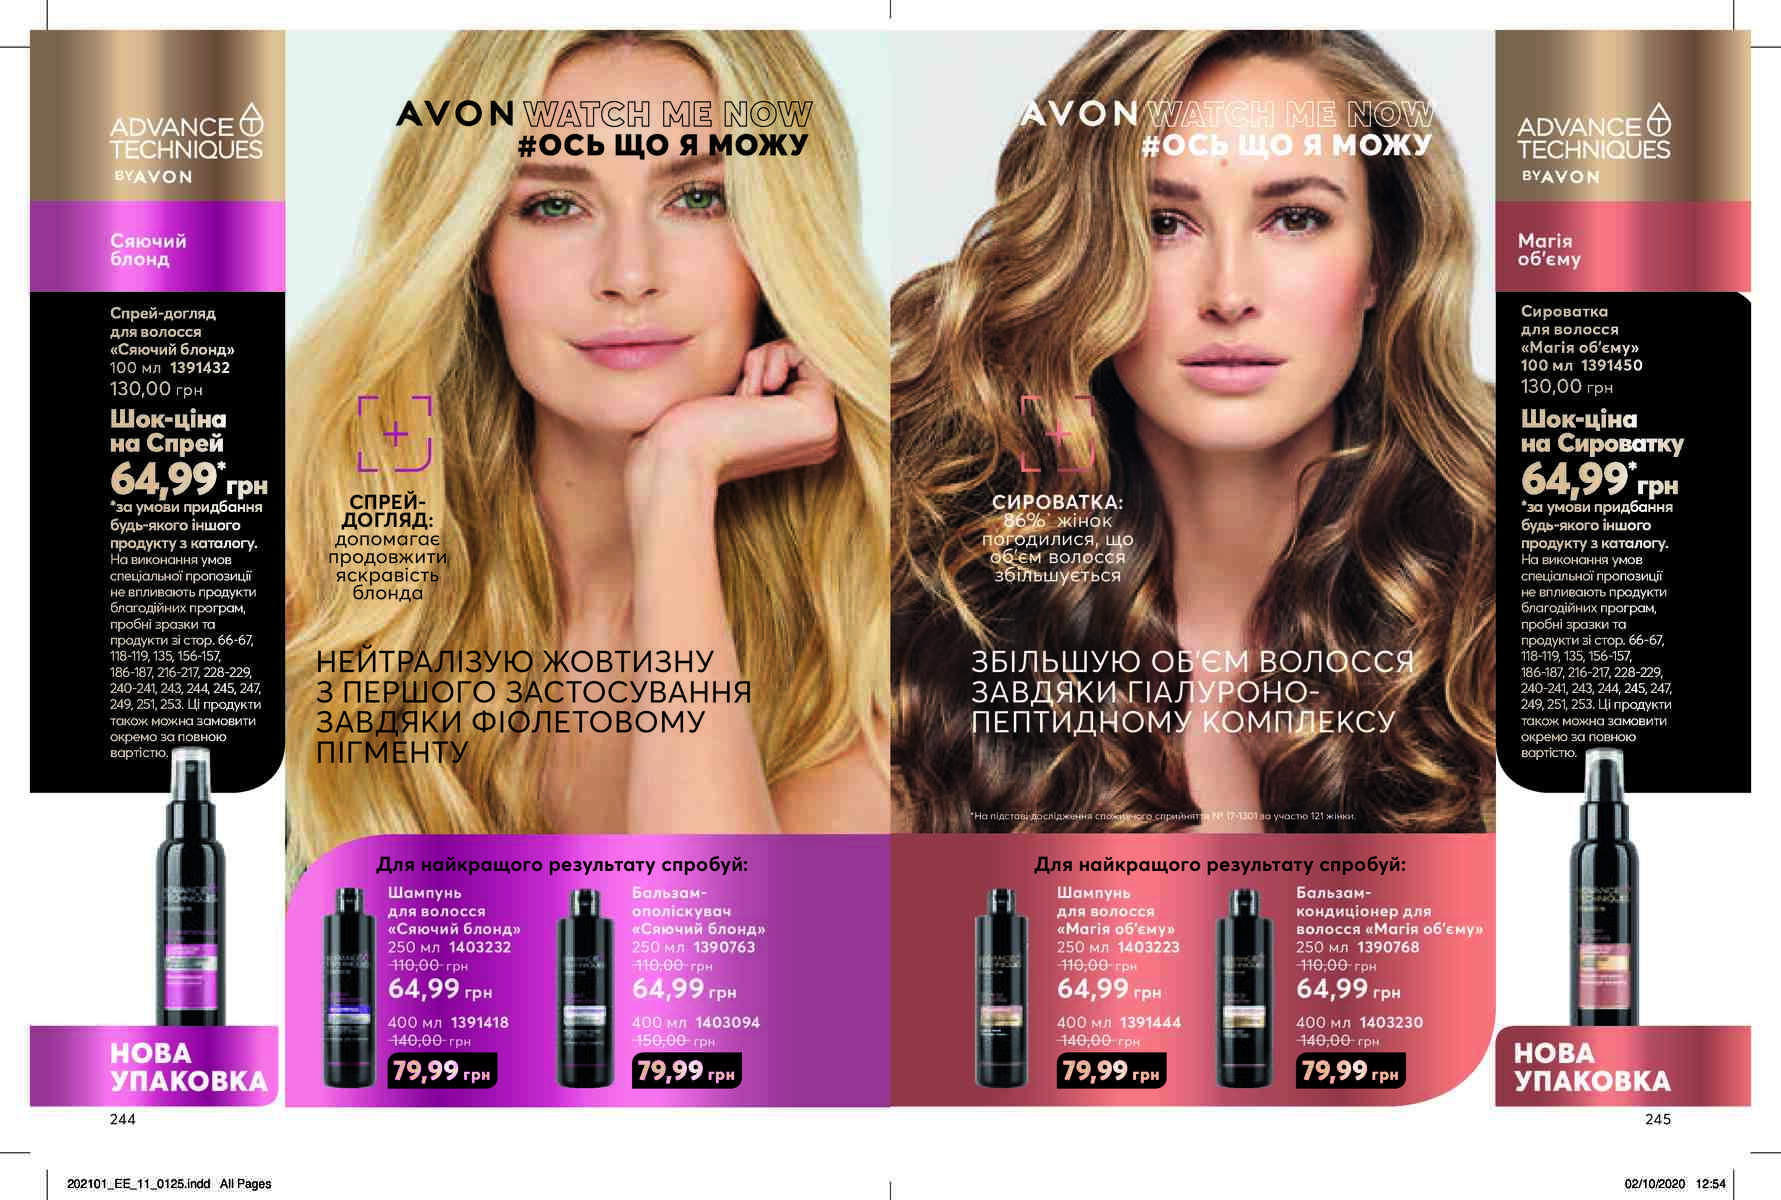 ADVANCE
TECHNIQUES
BY AVON
Сяючий
блонд
Спрей-догляд
для волосся
«Сяючий блонд»
100 мл 1391432
130,00 грн
Шок-ціна
на Спрей
64,99* грн
*за умови придбання
будь-якого іншого
продукту з каталогу.
На виконання умов
спеціальної пропозиції
не впливають продукти
благодійних програм,
пробні зразки та
продукти зі стор. 66-67,
118-119, 135, 156-157,
186-187, 216-217, 228-229,
240-241, 243, 244, 245, 247,
249, 251, 253. Ці продукти
також можна замовити
окремо за повною
вартістю.
НОВА
УПАКОВКА
244
AVON WATCH ME NOW
#ОСЬ ЩО Я МОЖУ
СПРЕЙ-
ДОГЛЯД:
допомагає
продовжити
яскравість
блонда
НЕЙТРАЛІЗУЮ ЖОВТИЗНУ
З ПЕРШОГО ЗАСТОСУВАННЯ
ЗАВДЯКИ ФІОЛЕТОВОМУ
ПІГМЕНТУ
Для найкращого результату спробуй:
Шампунь
для волосся
«Сяючий блонд»
250 мл 1403232
110,00 грн
64,99 грн
400 мл 1391418
140,00 грн
79,99 грн
Бальзам-
ополіскувач
«Сяючий блонд»
250 мл 1390763
110,00 грн
64,99 грн
400 мл 1403094
150,00 грн
79,99 грн
AVON WATCH ME NOW
#ОСЬ ЩО Я МОЖУ
СИРОВАТКА:
86%* жінок
погодилися, що
об'єм волосся
збільшується
ЗБІЛЬШУЮ ОБ'ЄМ ВОЛОССЯ
ЗАВДЯКИ ГІАЛУРОНО-
ПЕПТИДНОМУ КОМПЛЕКСУ
*На підставі дослідження споживчого сприйняття № 17-1301 за участю 121 жінки.
Для найкращого результату спробуй:
Шампунь
для волосся
«Магія об'єму»
250 мл 1403223
110,00 грн
64,99 грн
400 мл 1391444
140,00 грн
79,99 грн
Бальзам-
кондиціонер для
волосся «Магія об'єму»
250 мл 1390768
110,00 грн
64,99 грн
400 мл 1403230
140,00 грн
79,99 грн
ADVANCE
TECHNIQUES
BY AVON
Магія
об'єму
Сироватка
для волосся
«Магія об'єму»
100 мл 1391450
130,00 грн
Шок-ціна
на Сироватку
64,99* грн
*за умови придбання
будь-якого іншого
продукту з каталогу.
На виконання умов
спеціальної пропозиції
не впливають продукти
благодійних програм,
пробні зразки та
продукти зі стор. 66-67,
118-119, 135, 156-157,
186-187, 216-217, 228-229,
240-241, 243, 244, 245, 247,
249, 251, 253. Ці продукти
також можна замовити
окремо за повною
вартістю.
НОВА
УПАКОВКА
245
202101_EE_11_0125.indd All Pages
02/10/2020 12:54